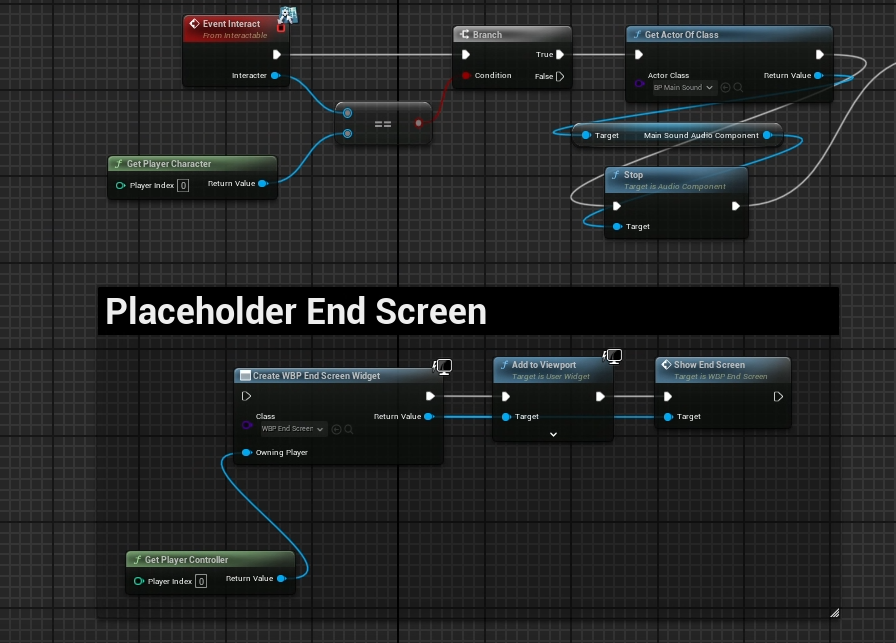 Event Interact
From Interactable
Interacter
Branch
True
Condition
False
Get Actor Of Class
Actor Class
Return Value
BP Main Sound
==
Target
Main Sound Audio Component
Get Player Character
Player Index
0
Return Value
Stop
Target is Audio Component
Target
Placeholder End Screen
Create WBP End Screen Widget
Class
Return Value
WBP End Screen
Owning Player
Add to Viewport
Target is User Widget
Target
Show End Screen
Target is WBP End Screen
Target
Get Player Controller
Player Index
0
Return Value